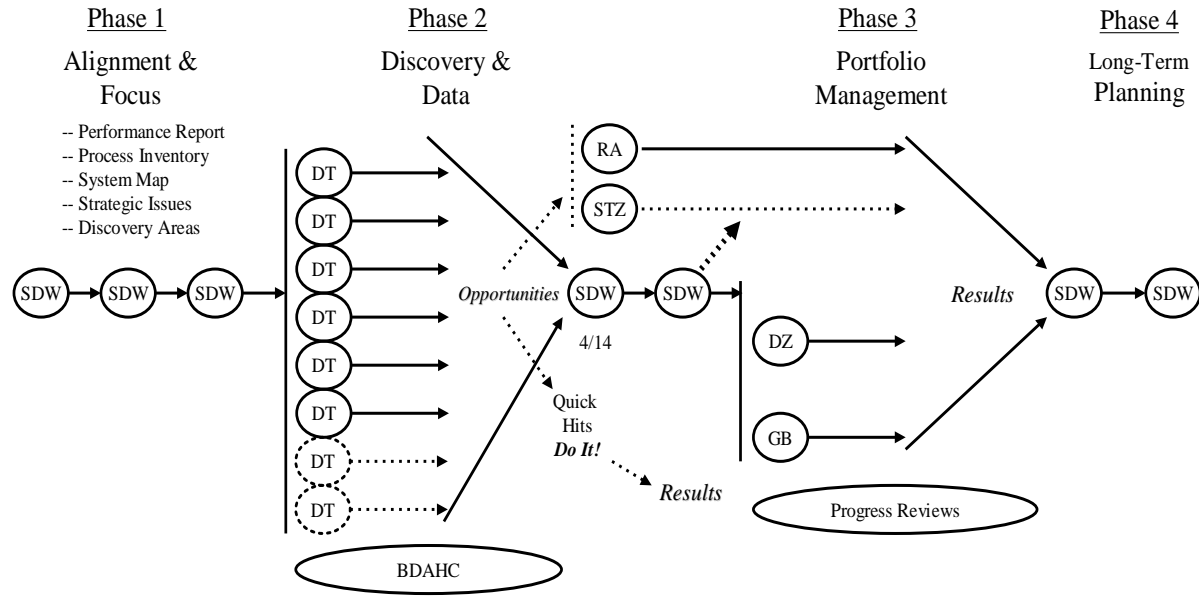 Phase 1
Alignment &
Focus
-- Performance Report
-- Process Inventory
-- System Map
-- Strategic Issues
-- Discovery Areas
SDW
SDW
SDW
Phase 2
Discovery &
Data
DT
DT
DT
DT
DT
DT
DT
DT
BDAHC
Opportunities
Quick
Hits
Do It!
Results
SDW
4/14
SDW
Phase 3
Portfolio
Management
RA
STZ
DZ
GB
Progress Reviews
Results
Phase 4
Long-Term
Planning
SDW
SDW